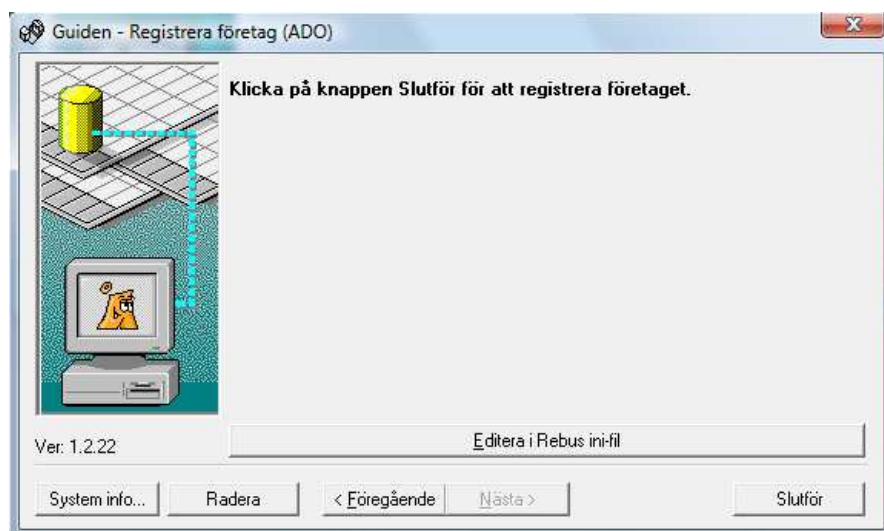 Guiden - Registrera företag (ADO)
Klicka på knappen Slutför för att registrera företaget.
Editera i Rebus ini-fil
Ver: 1.2.22
System info...
Radera
< Föregående
Nästa >
Slutför